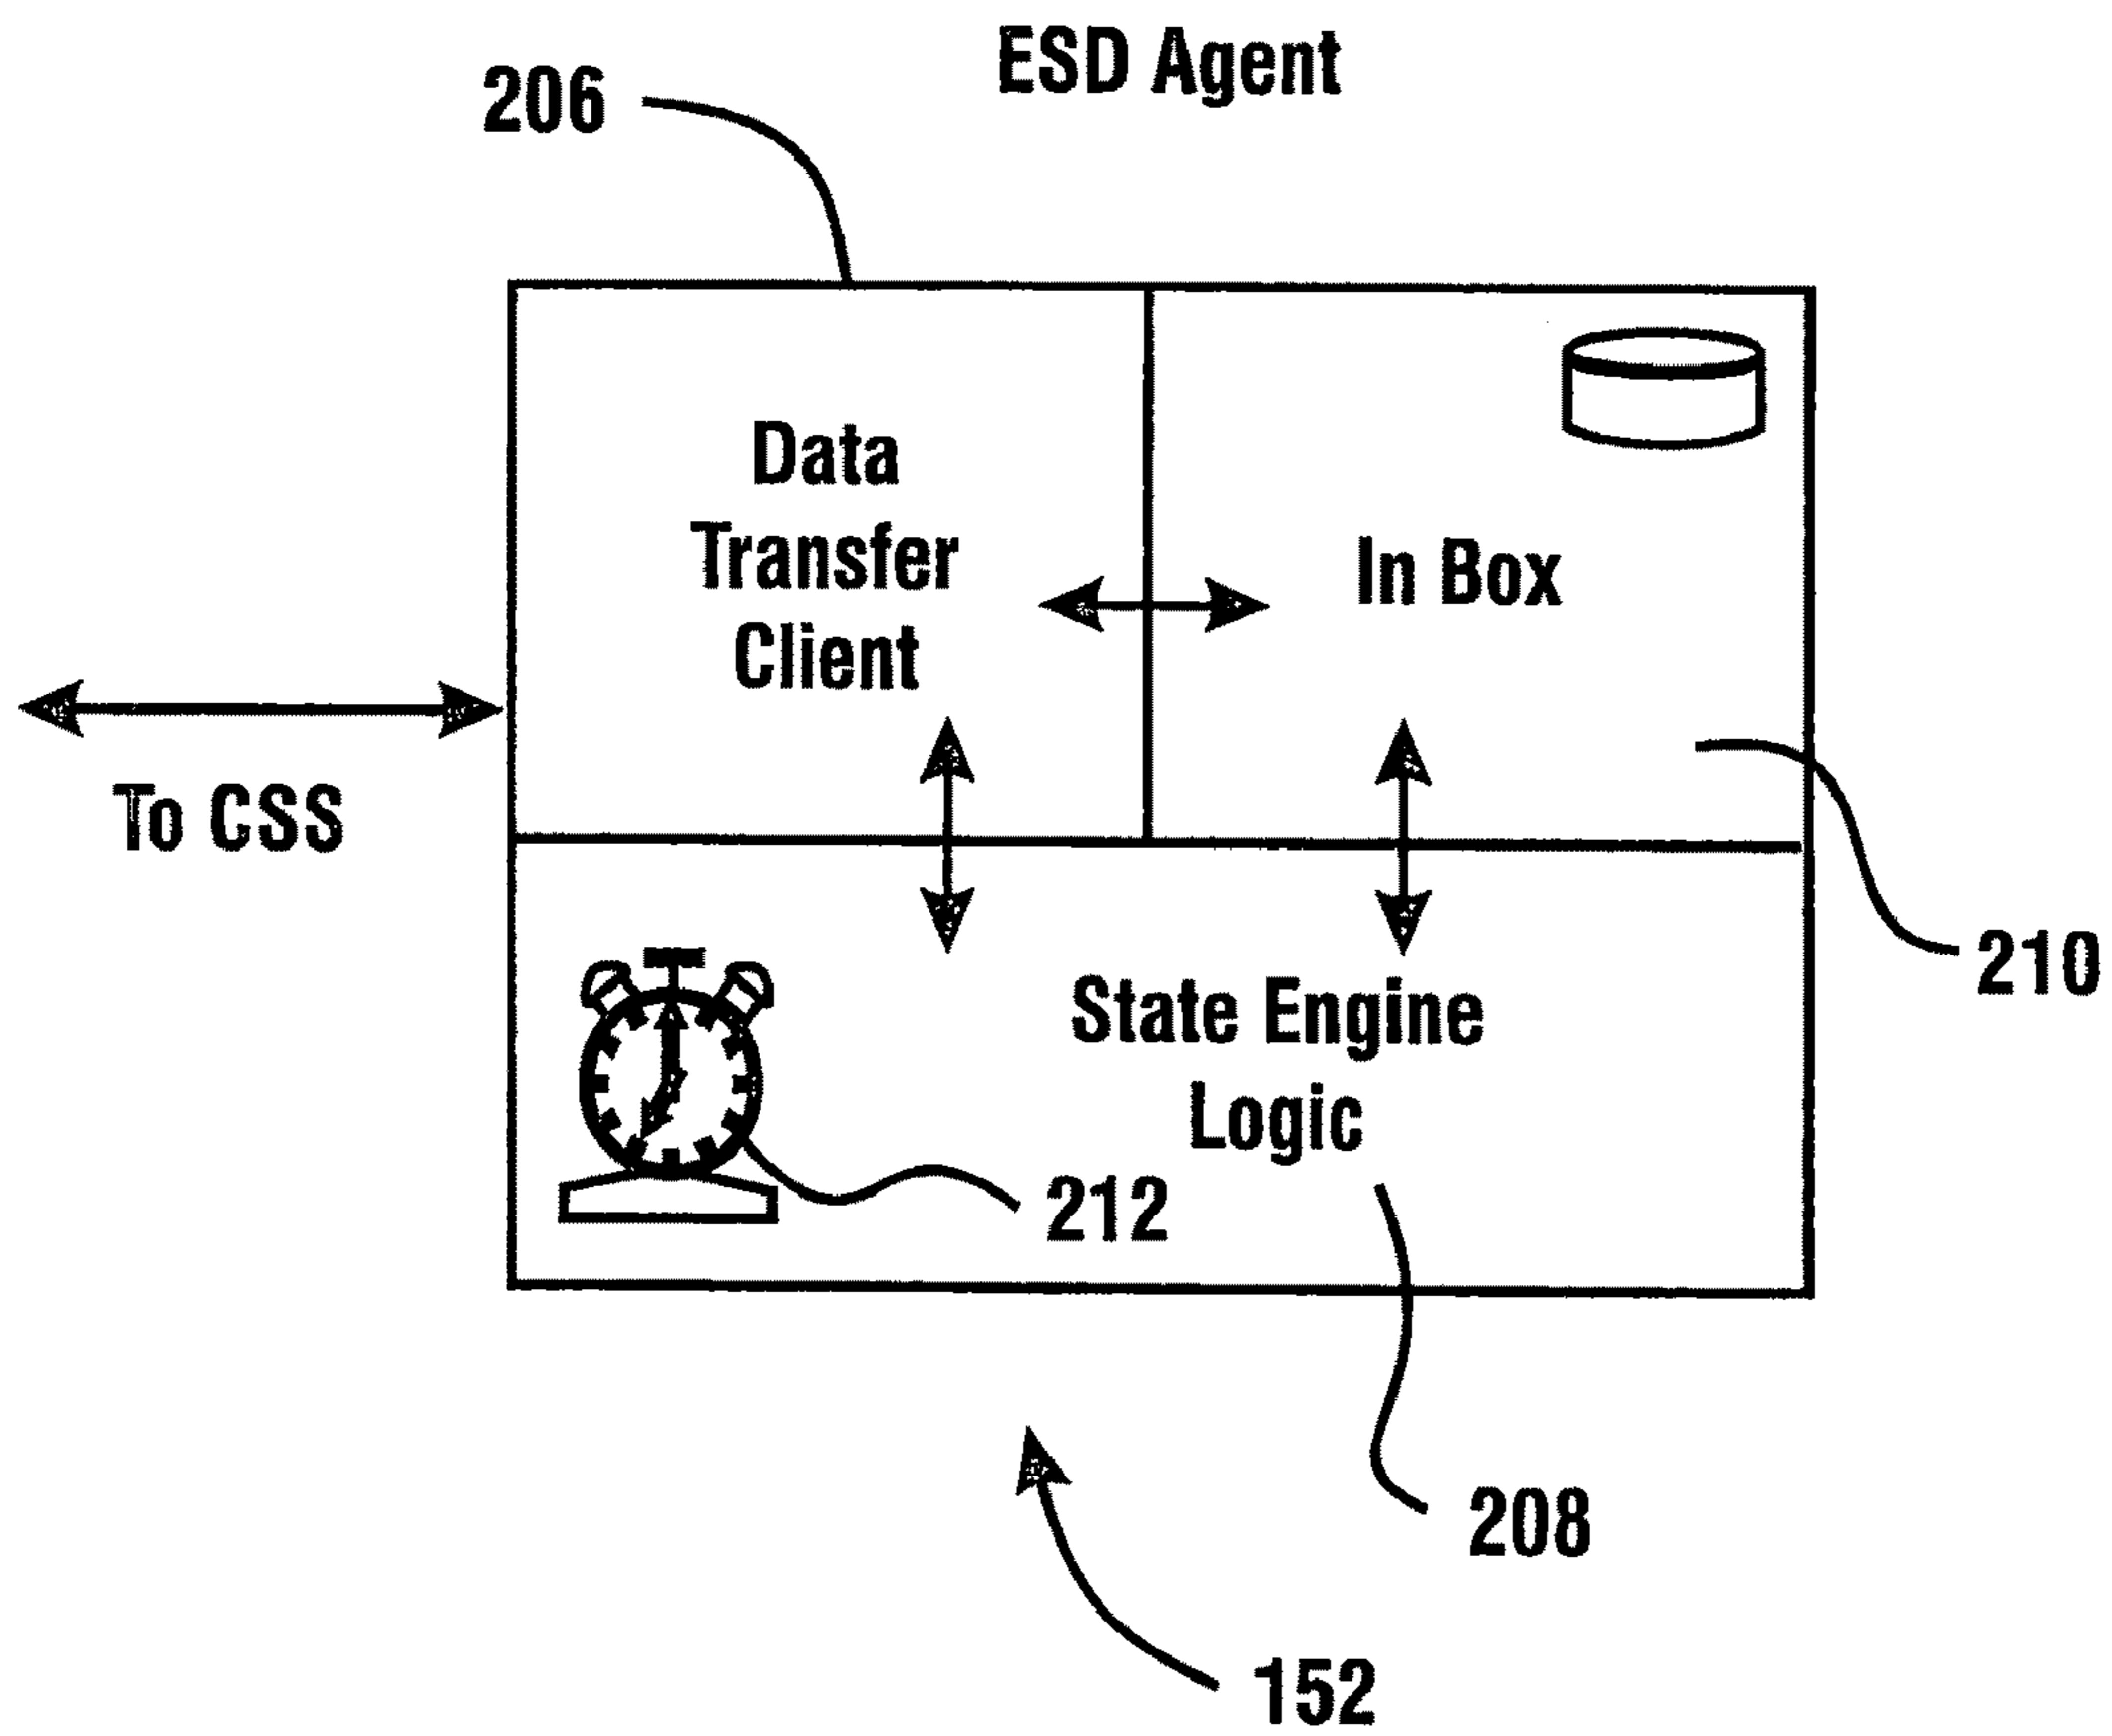 ESD Agent
206
Data
Transfer
Client
In Box
To CSS
210
State Engine
Logic
212
208
152